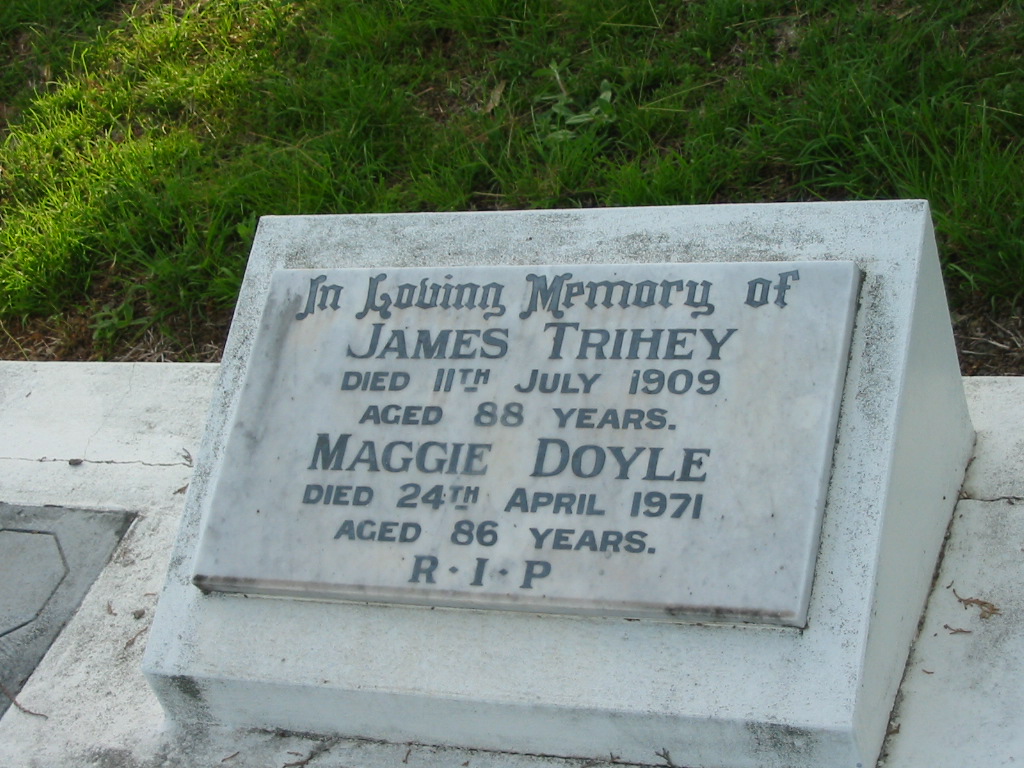 In Loving Memory of
JAMES TRIHEY
DIED 11TH JULY 1909
AGED 88 YEARS.
MAGGIE DOYLE
DIED 24TH APRIL 1971
AGED 86 YEARS.
R·I·P